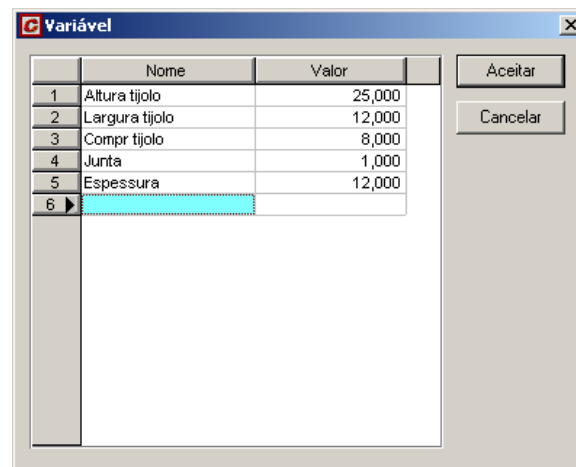 Variável
Nome Valor
1 Altura tijolo 25,000
2 Largura tijolo 12,000
3 Compr tijolo 8,000
4 Junta 1,000
5 Espessura 12,000
6
Aceitar
Cancelar